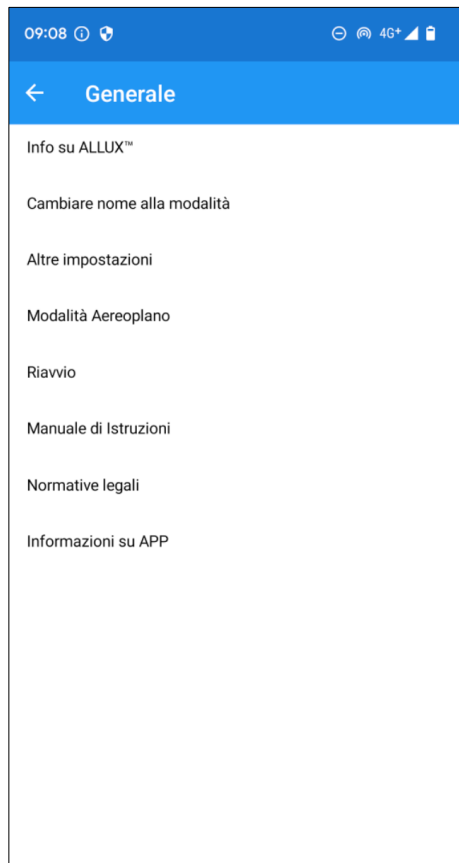 09:08 4G+
Generale
Info su ALLUX™
Cambiare nome alla modalità
Altre impostazioni
Modalità Aereoplano
Riavvio
Manuale di Istruzioni
Normative legali
Informazioni su APP